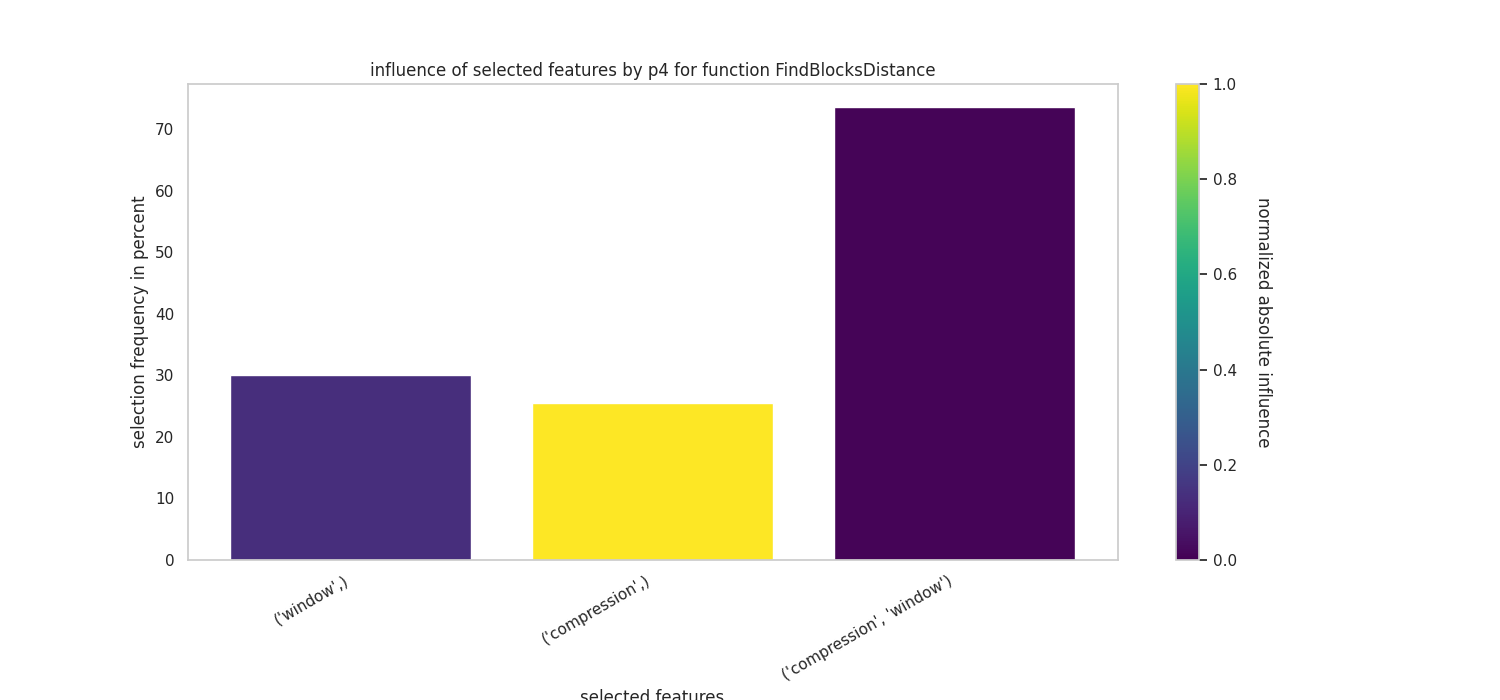 influence of selected features by p4 for function FindBlocksDistance
selection frequency in percent
70
60
50
40
30
20
10
0
('window',)
('compression',)
('compression', 'window')
selected features
1.0
0.8
0.6
0.4
0.2
0.0
normalized absolute influence